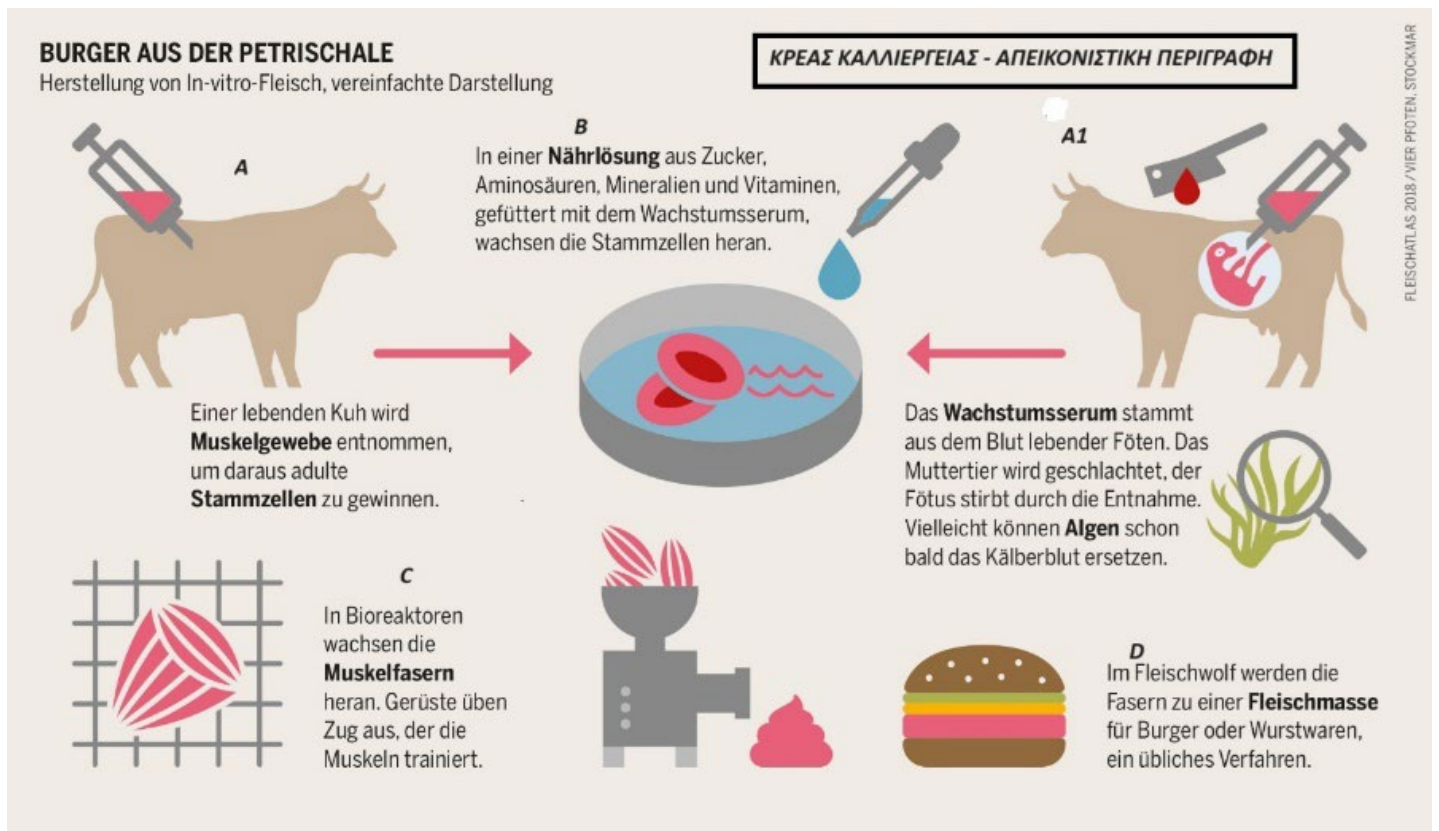 BURGER AUS DER PETRISCHALE
Herstellung von In-vitro-Fleisch, vereinfachte Darstellung
ΚΡΕΑΣ ΚΑΛΛΙΕΡΓΕΙΑΣ - ΑΠΕΙΚΟΝΙΣΤΙΚΗ ΠΕΡΙΓΡΑΦΗ
FLEISCHATLAS 2018 / VIER PFOTEN, STOCKMAR
A
Einer lebenden Kuh wird
Muskelgewebe entnommen,
um daraus adulte
Stammzellen zu gewinnen.
B
In einer Nährlösung aus Zucker,
Aminosäuren, Mineralien und Vitaminen,
gefüttert mit dem Wachstumsserum,
wachsen die Stammzellen heran.
A1
Das Wachstumsserum stammt
aus dem Blut lebender Föten. Das
Muttertier wird geschlachtet, der
Fötus stirbt durch die Entnahme.
Vielleicht können Algen schon
bald das Kälberblut ersetzen.
C
In Bioreaktoren
wachsen die
Muskelfasern
heran. Gerüste üben
Zug aus, der die
Muskeln trainiert.
D
Im Fleischwolf werden die
Fasern zu einer Fleischmasse
für Burger oder Wurstwaren,
ein übliches Verfahren.